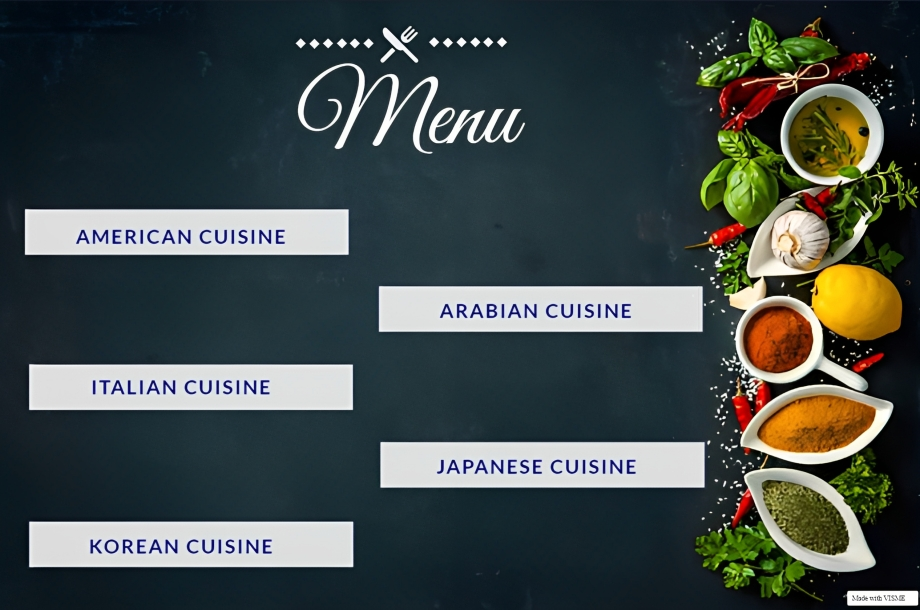 Menu
AMERICAN CUISINE
ARABIAN CUISINE
ITALIAN CUISINE
JAPANESE CUISINE
KOREAN CUISINE
Made with VISME